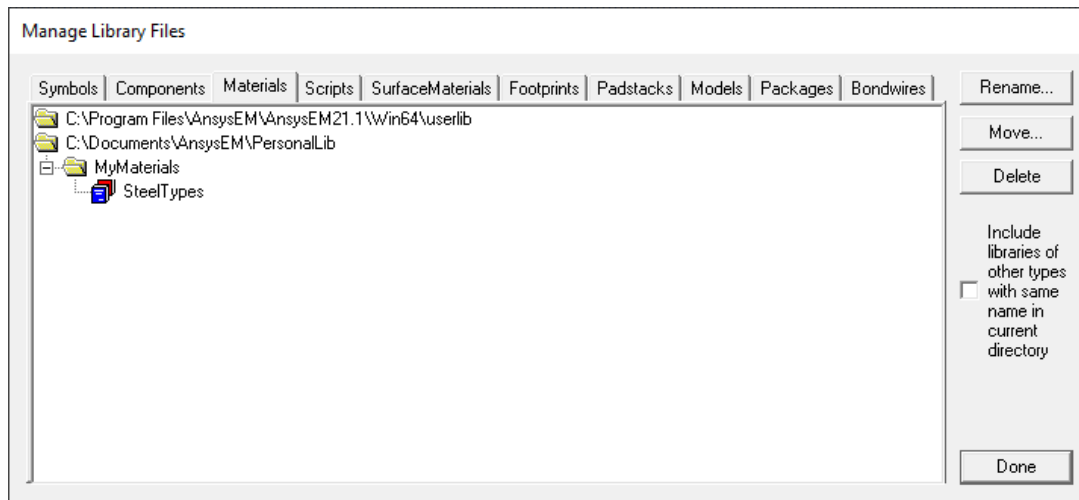 Manage Library Files
Symbols Components Materials Scripts SurfaceMaterials Footprints Padstacks Models Packages Bondwires
C:\Program Files\AnsysEM\AnsysEM21.1\Win64\userlib
C:\Documents\AnsysEM\PersonalLib
MyMaterials
SteelTypes
Rename...
Move...
Delete
Include
libraries of
other types
with same
name in
current
directory
Done